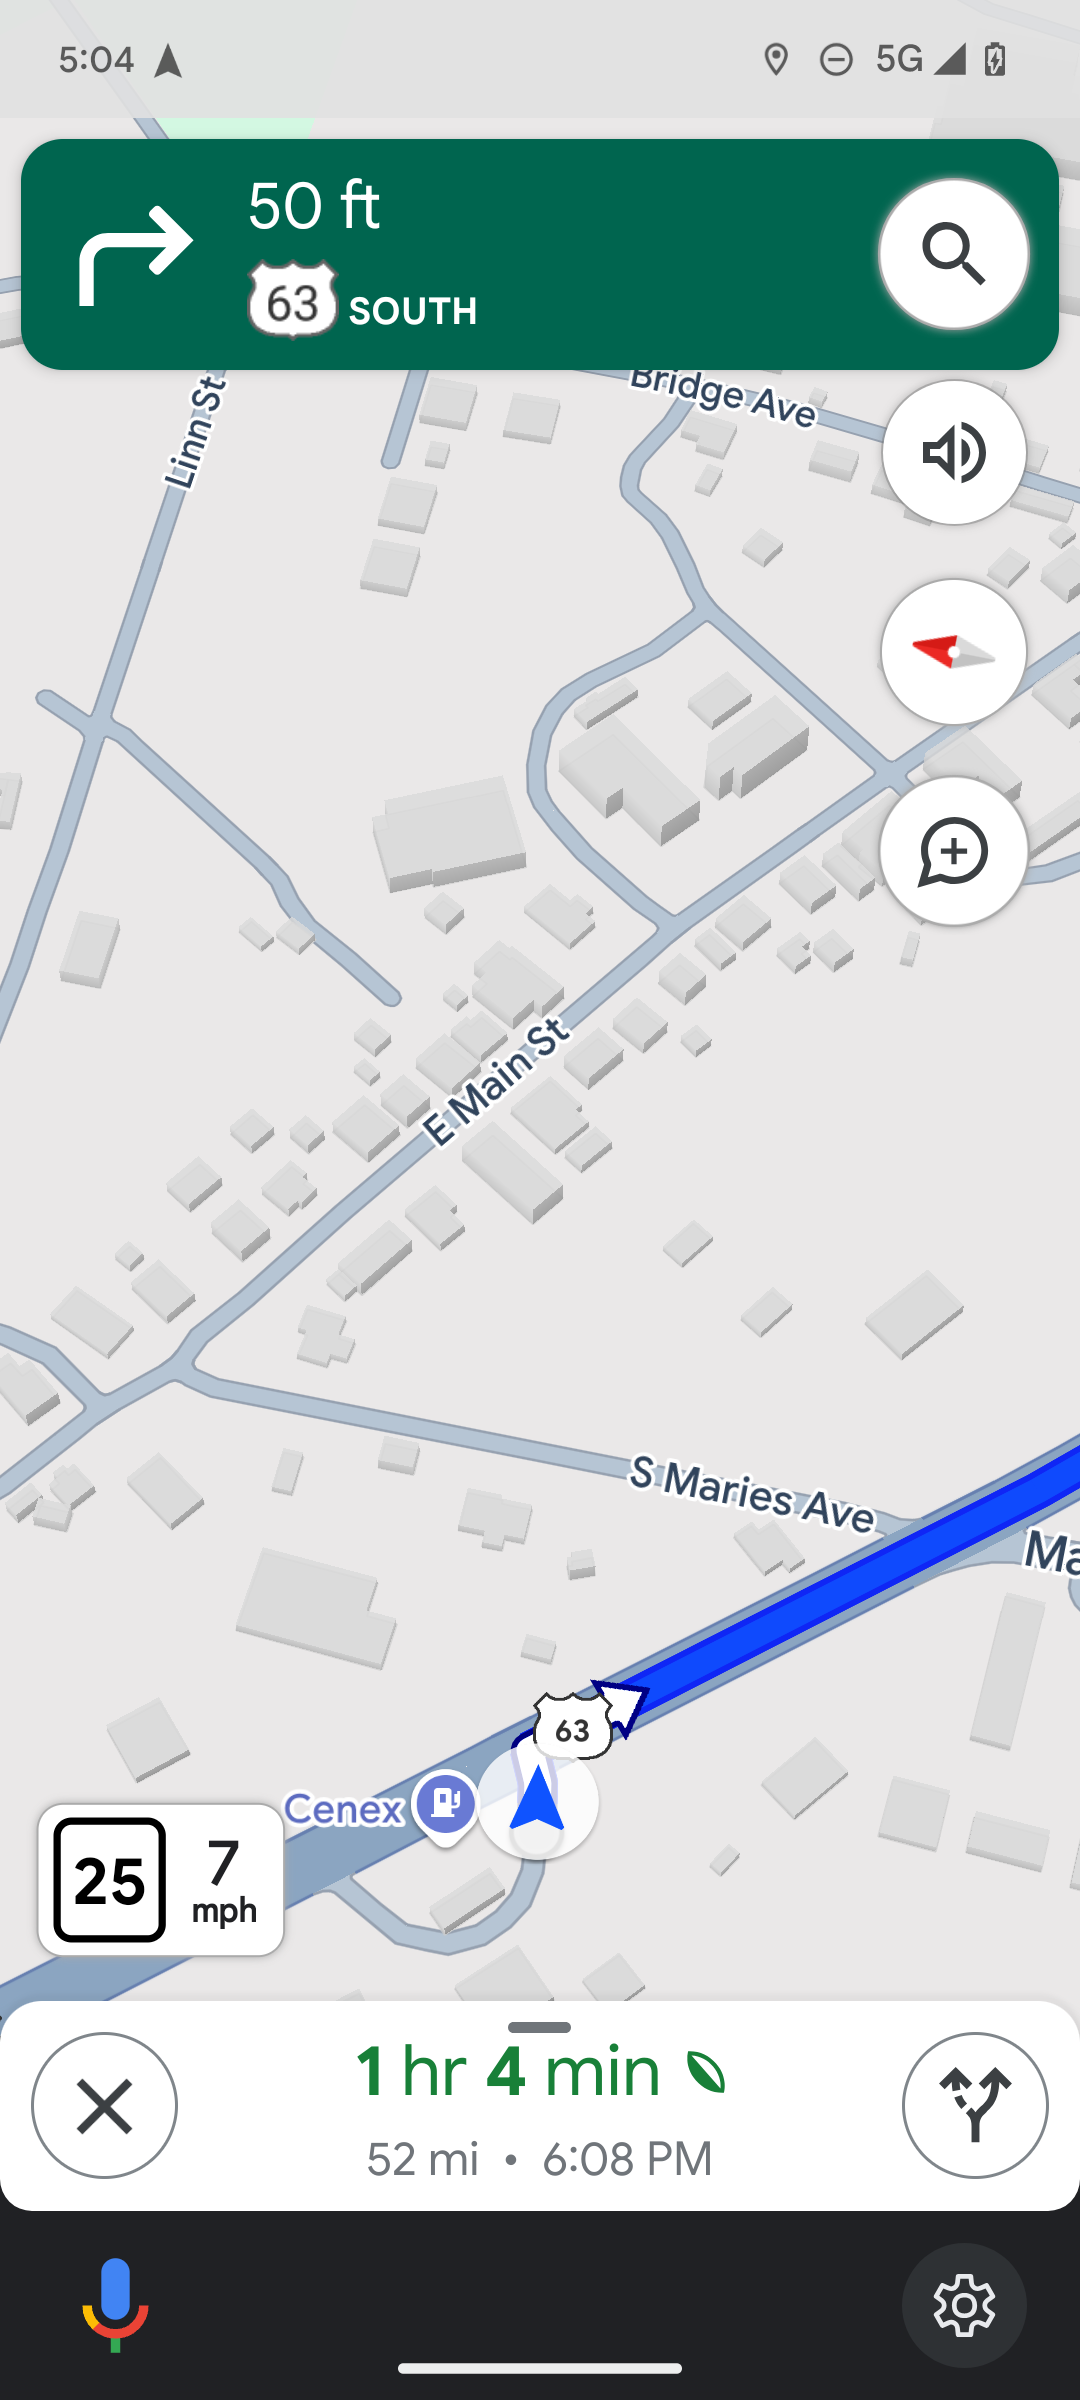 5:04
5G
50 ft
63 SOUTH
Bridge Ave
Linn St
E Main St
S Maries Ave
Ma
63
Cenex
25
7
mph
1 hr 4 min
52 mi • 6:08 PM